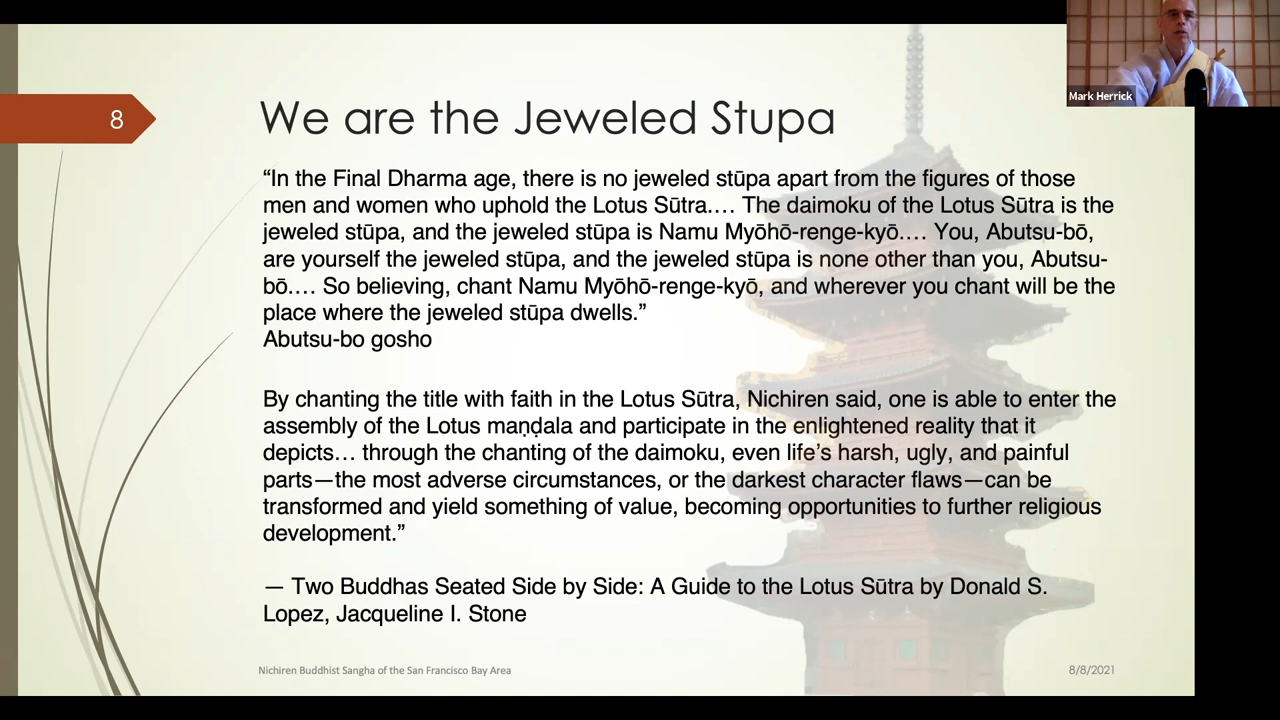 Mark Herrick
8
We are the Jeweled Stupa
“In the Final Dharma age, there is no jeweled stūpa apart from the figures of those
men and women who uphold the Lotus Sūtra.… The daimoku of the Lotus Sūtra is the
jeweled stūpa, and the jeweled stūpa is Namu Myōhō-renge-kyō.… You, Abutsu-bō,
are yourself the jeweled stūpa, and the jeweled stūpa is none other than you, Abutsu-
bō.… So believing, chant Namu Myōhō-renge-kyō, and wherever you chant will be the
place where the jeweled stūpa dwells.”
Abutsu-bo gosho
By chanting the title with faith in the Lotus Sūtra, Nichiren said, one is able to enter the
assembly of the Lotus maṇḍala and participate in the enlightened reality that it
depicts… through the chanting of the daimoku, even life’s harsh, ugly, and painful
parts—the most adverse circumstances, or the darkest character flaws—can be
transformed and yield something of value, becoming opportunities to further religious
development.”
— Two Buddhas Seated Side by Side: A Guide to the Lotus Sūtra by Donald S.
Lopez, Jacqueline I. Stone
Nichiren Buddhist Sangha of the San Francisco Bay Area
8/8/2021